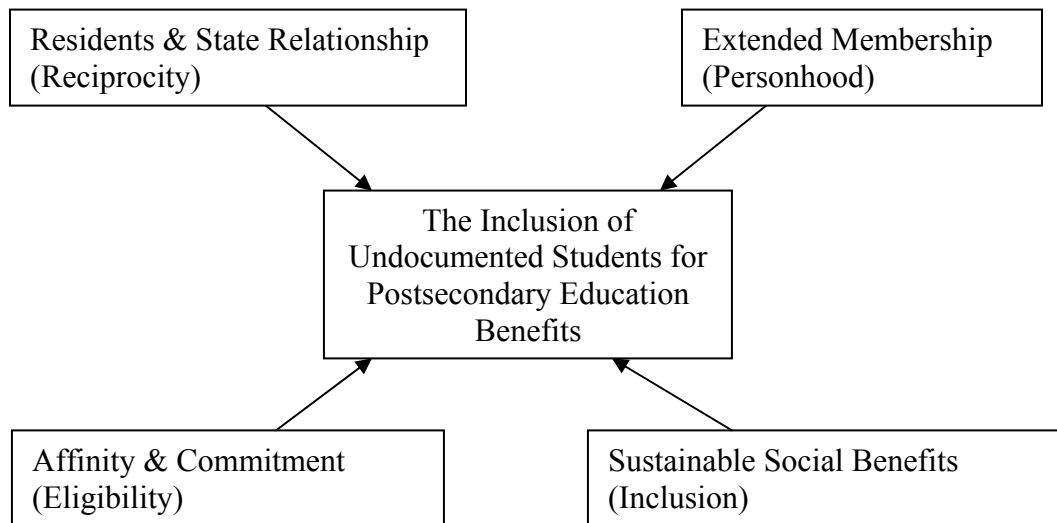 Residents & State Relationship
(Reciprocity)
Extended Membership
(Personhood)
The Inclusion of
Undocumented Students for
Postsecondary Education
Benefits
Affinity & Commitment
(Eligibility)
Sustainable Social Benefits
(Inclusion)